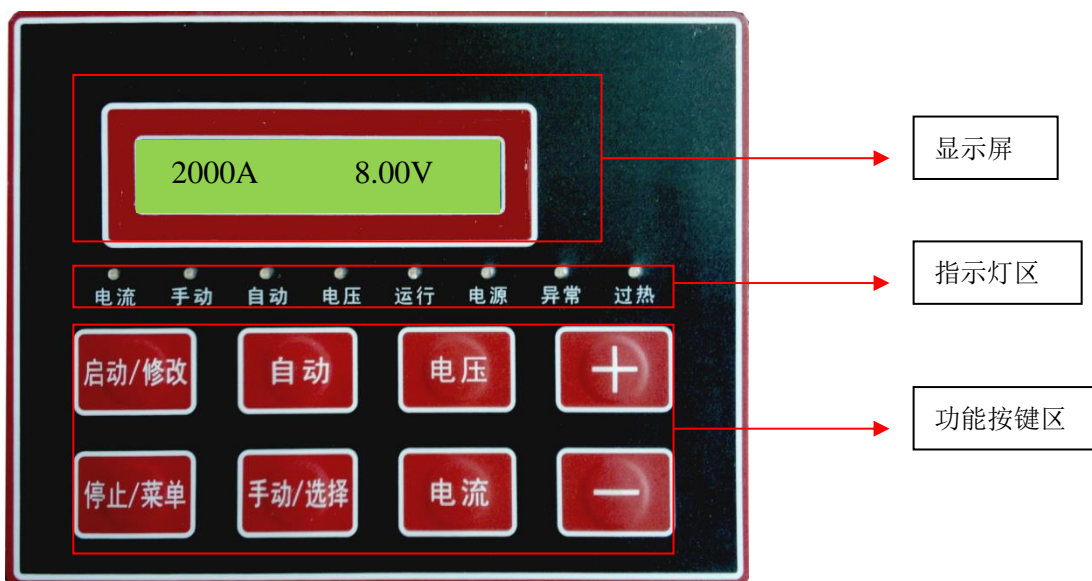 2000A 8.00V
显示屏
电流 手动 自动 电压 运行 电源 异常 过热
指示灯区
启动/修改 自动 电压 +
功能按键区
停止/菜单 手动/选择 电流 －